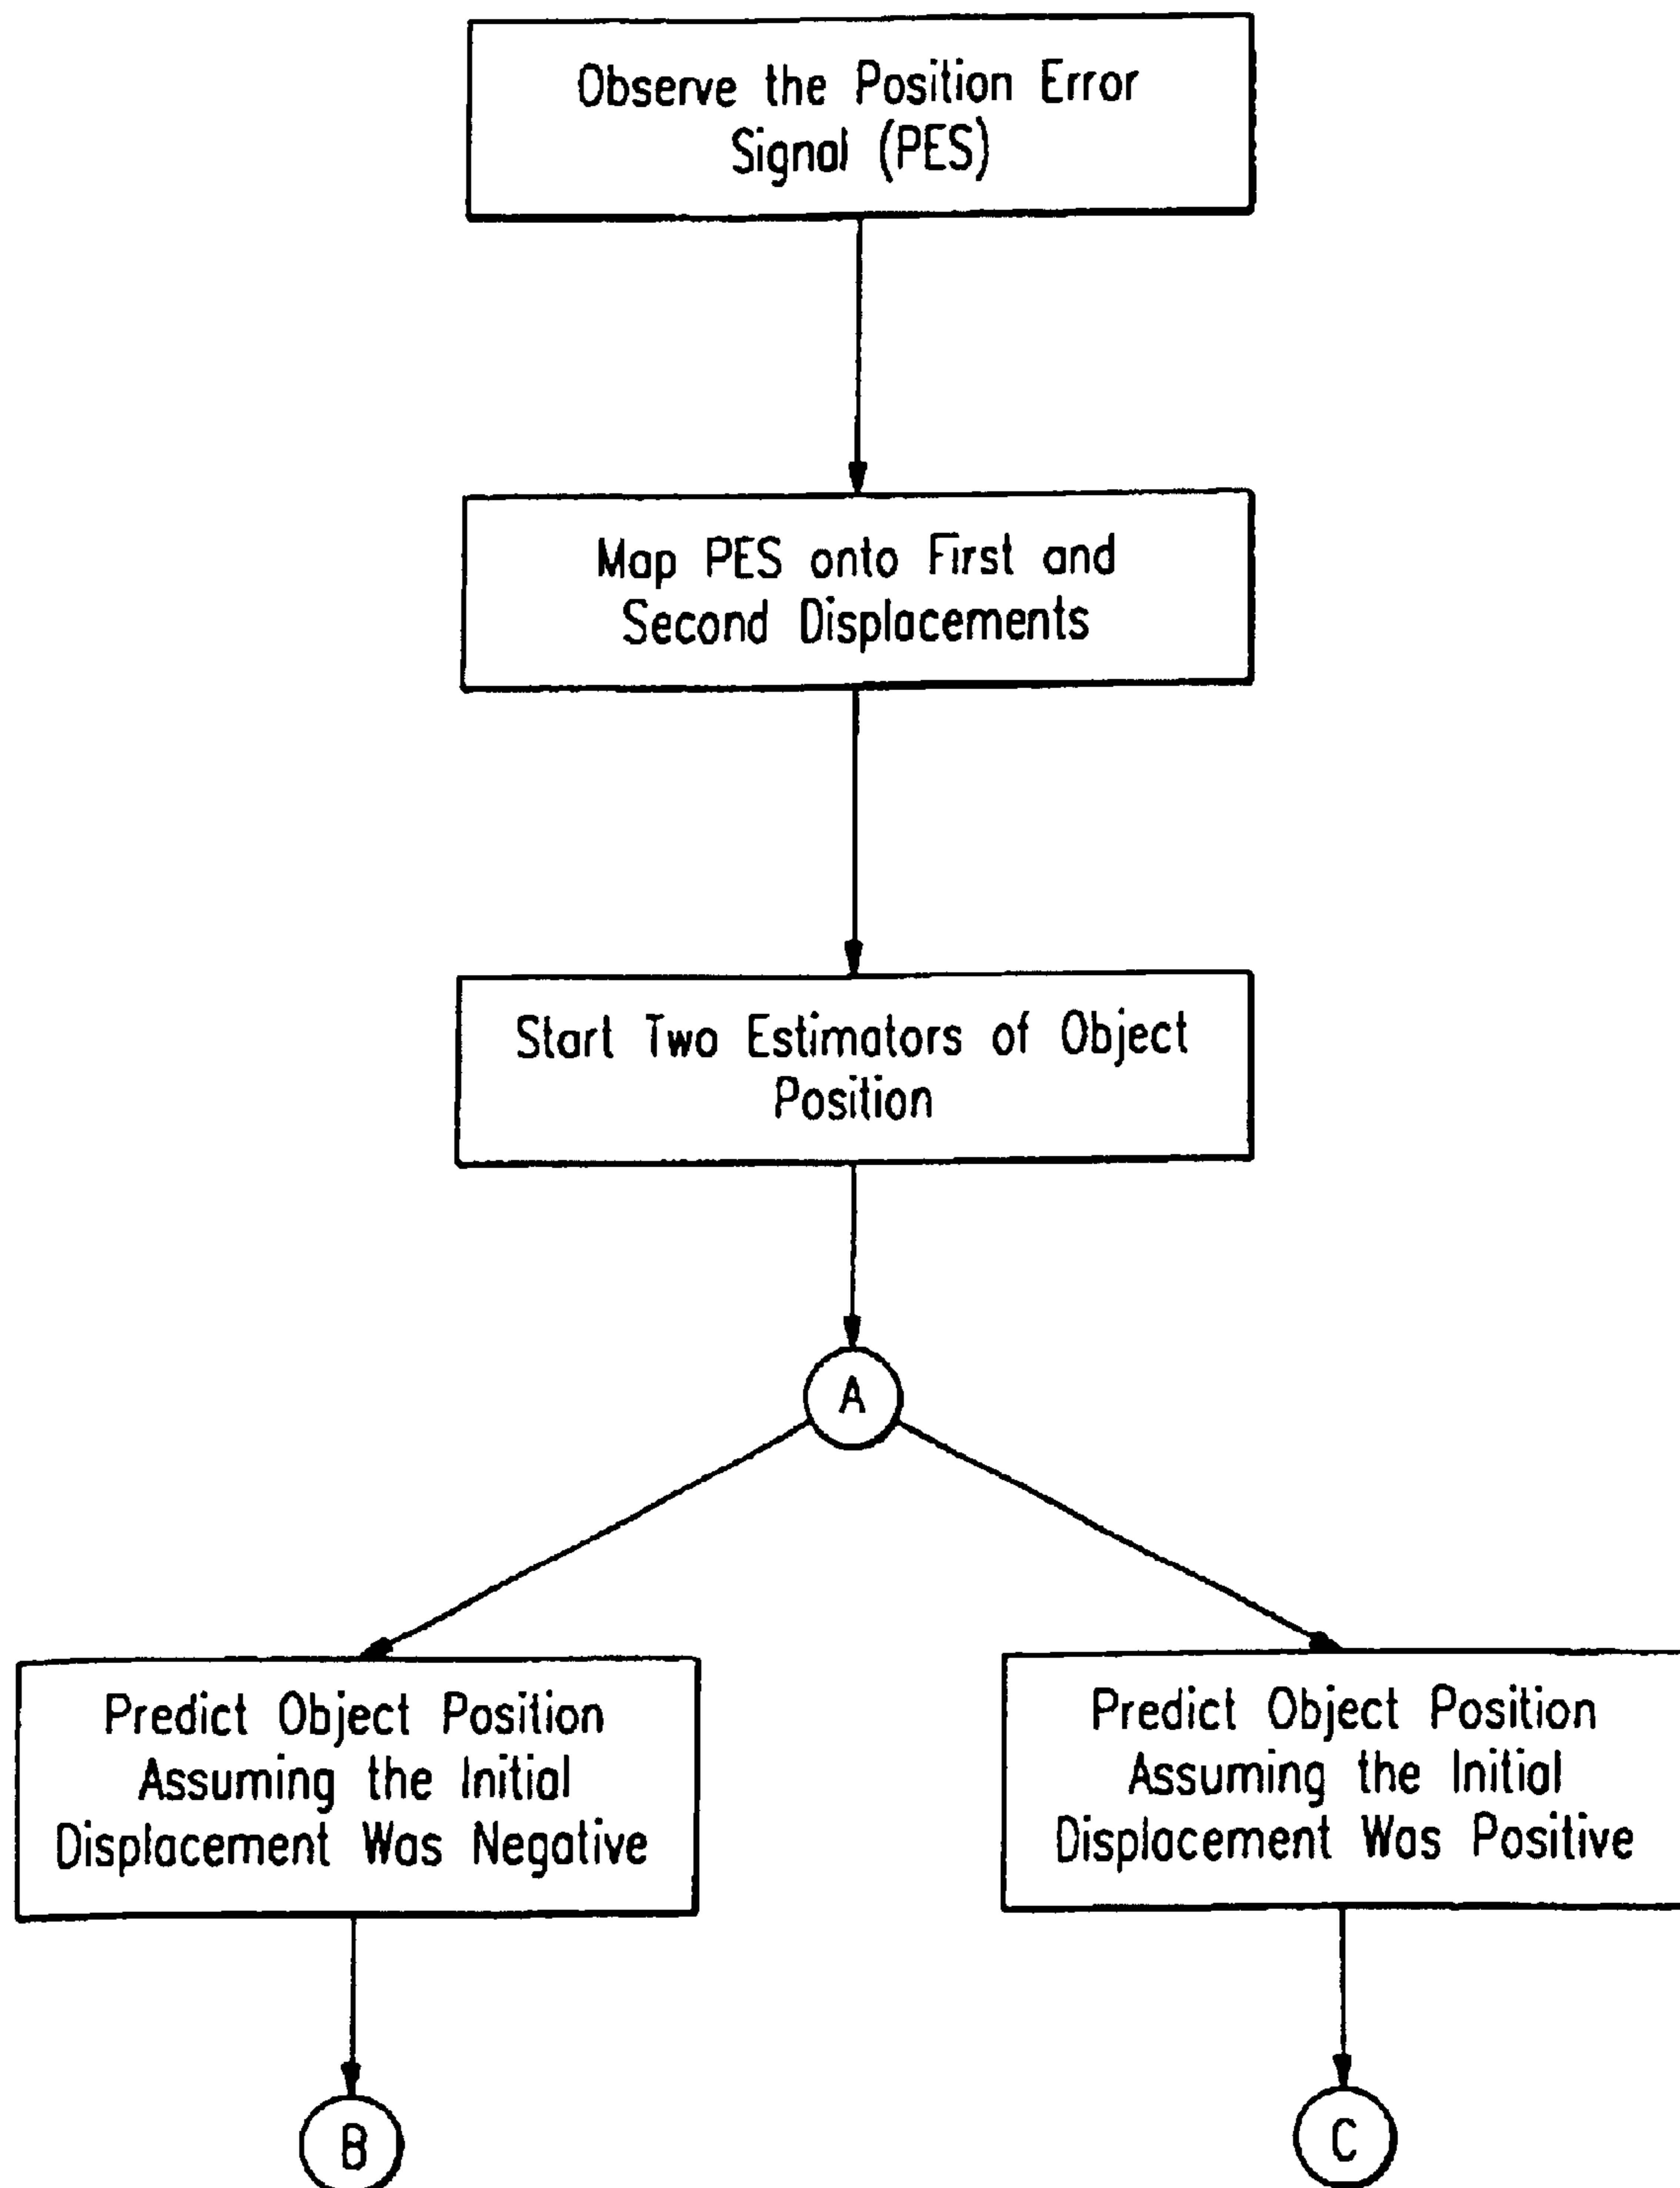 Observe the Position Error
Signal (PES)
Map PES onto First and
Second Displacements
Start Two Estimators of Object
Position
A
Predict Object Position
Assuming the Initial
Displacement Was Negative
Predict Object Position
Assuming the Initial
Displacement Was Positive
B
C